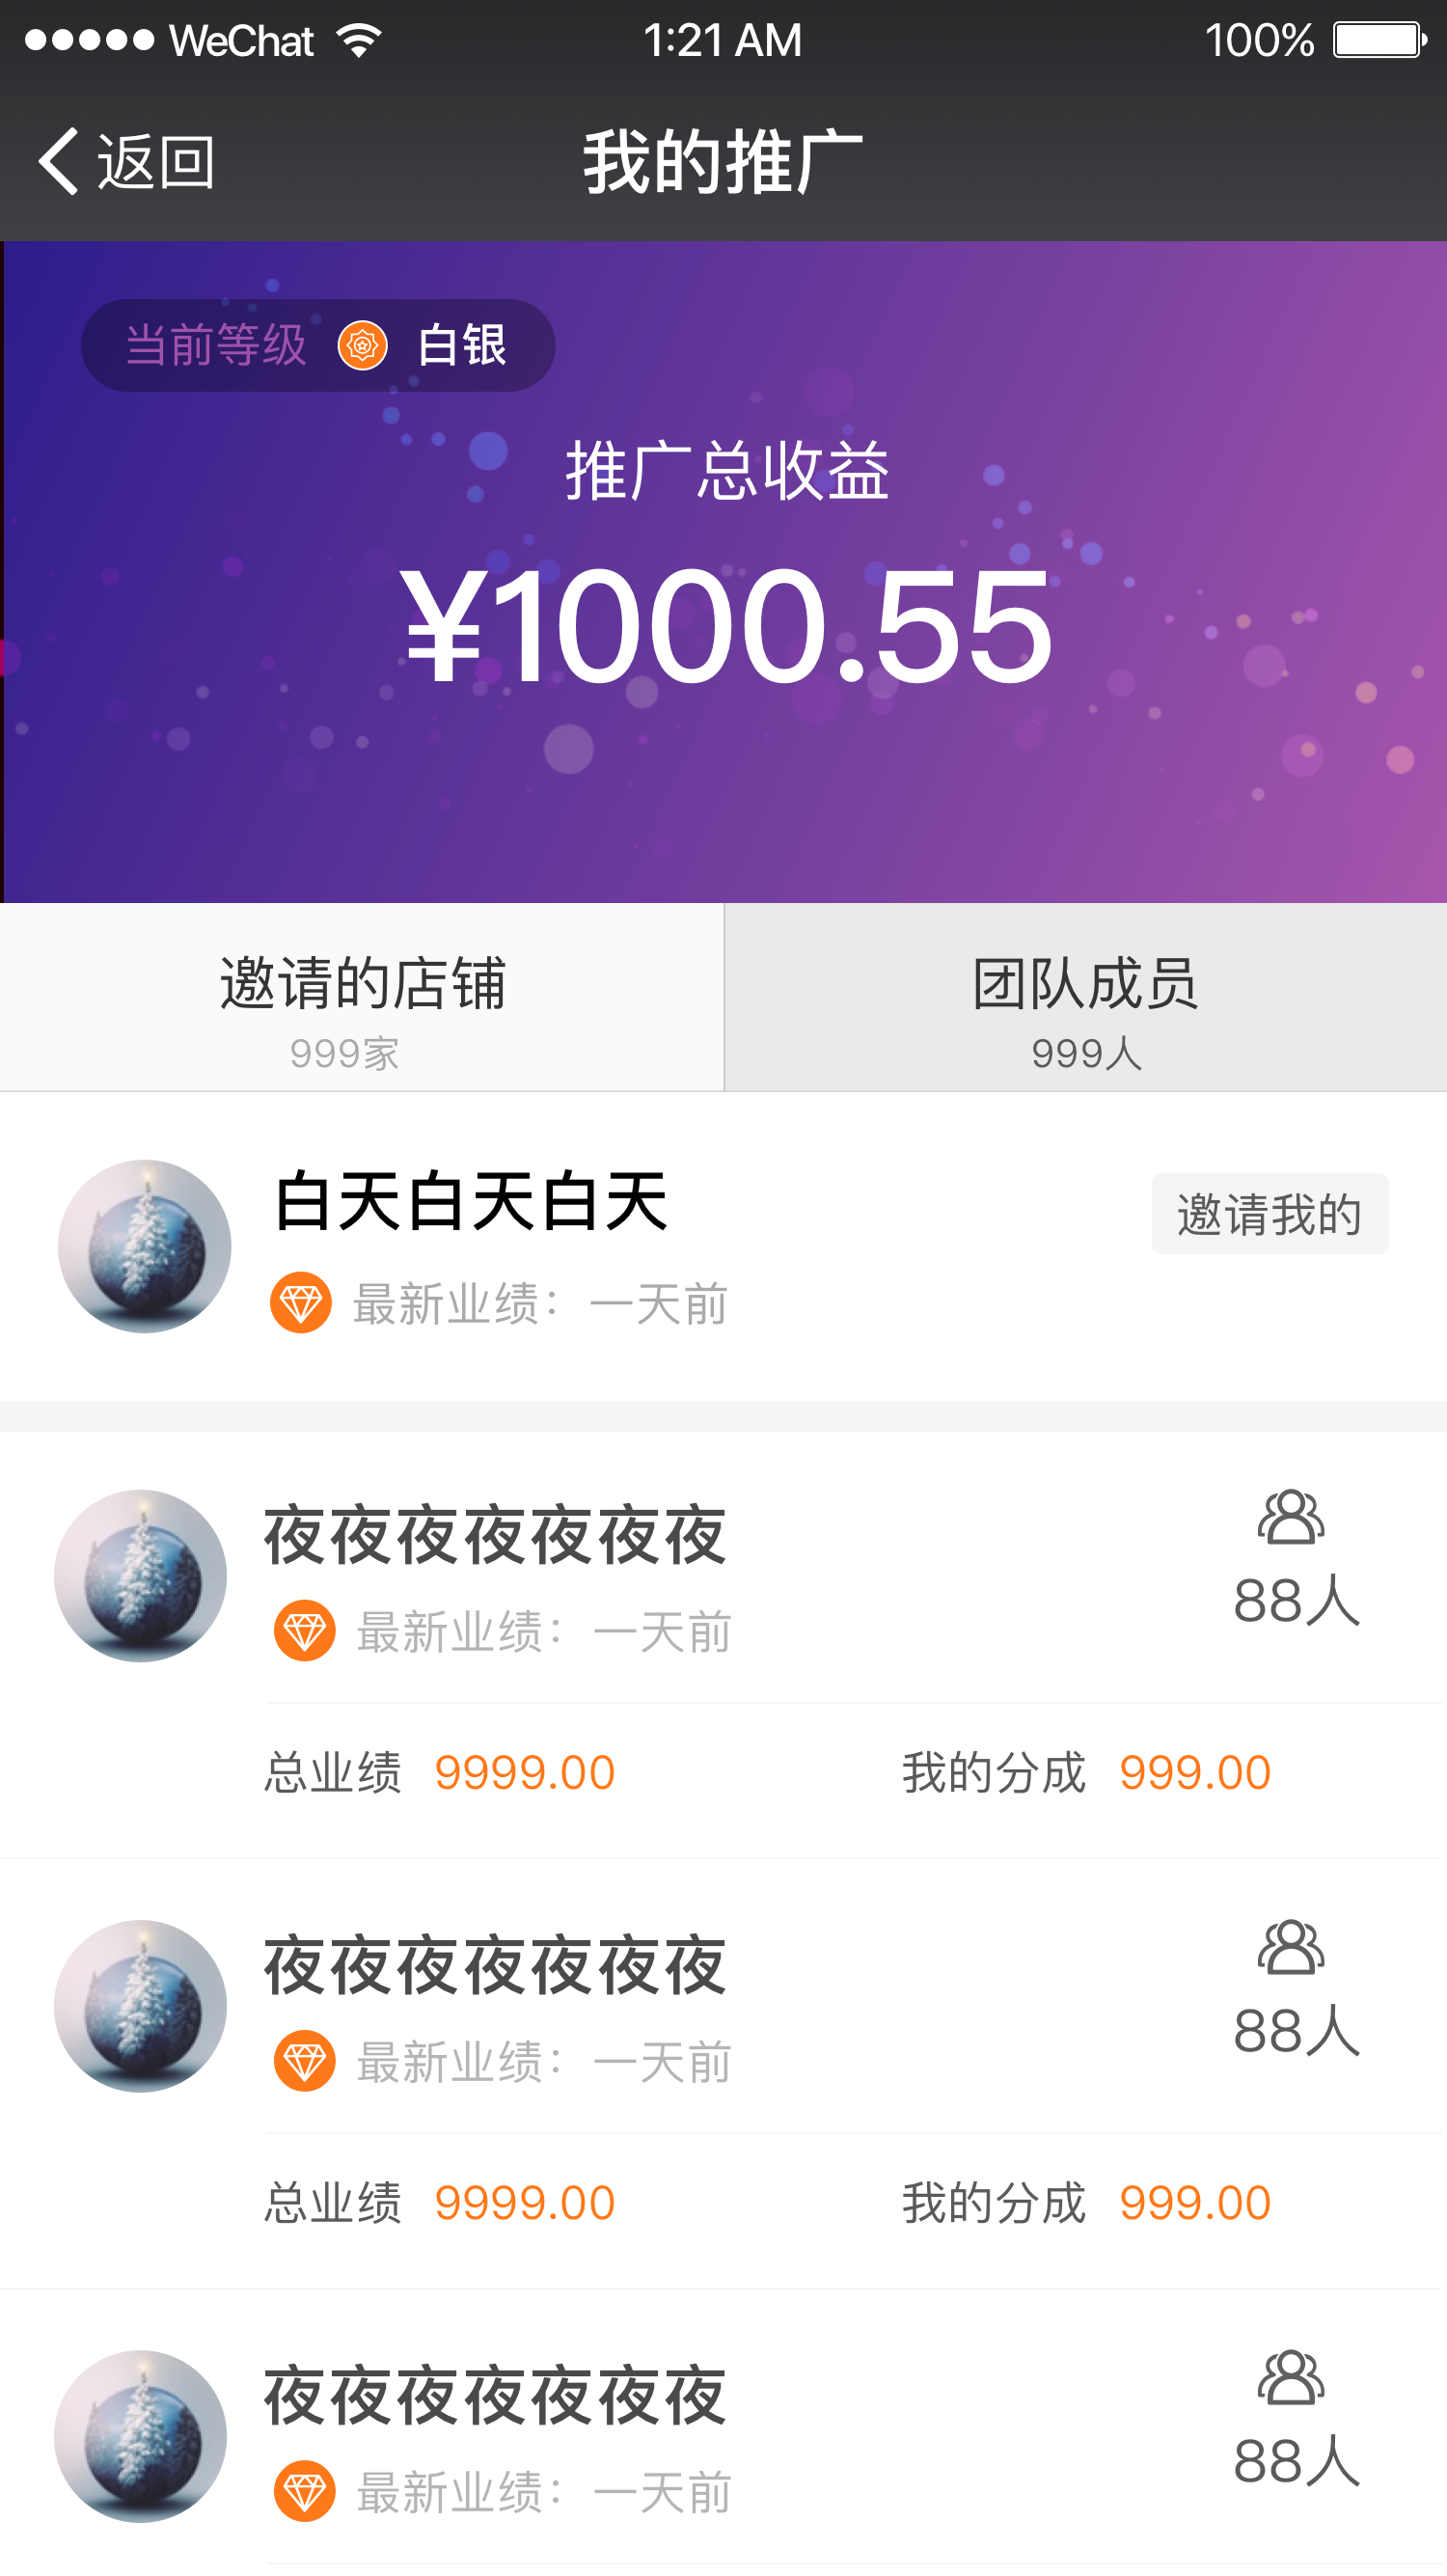 WeChat 1:21 AM 100%
返回 我的推广
当前等级 白银
推广总收益
¥1000.55
邀请的店铺 团队成员
999家 999人
白天白天白天 邀请我的
最新业绩：一天前
夜夜夜夜夜夜夜
88人
最新业绩：一天前
总业绩 9999.00 我的分成 999.00
夜夜夜夜夜夜夜
88人
最新业绩：一天前
总业绩 9999.00 我的分成 999.00
夜夜夜夜夜夜夜
88人
最新业绩：一天前